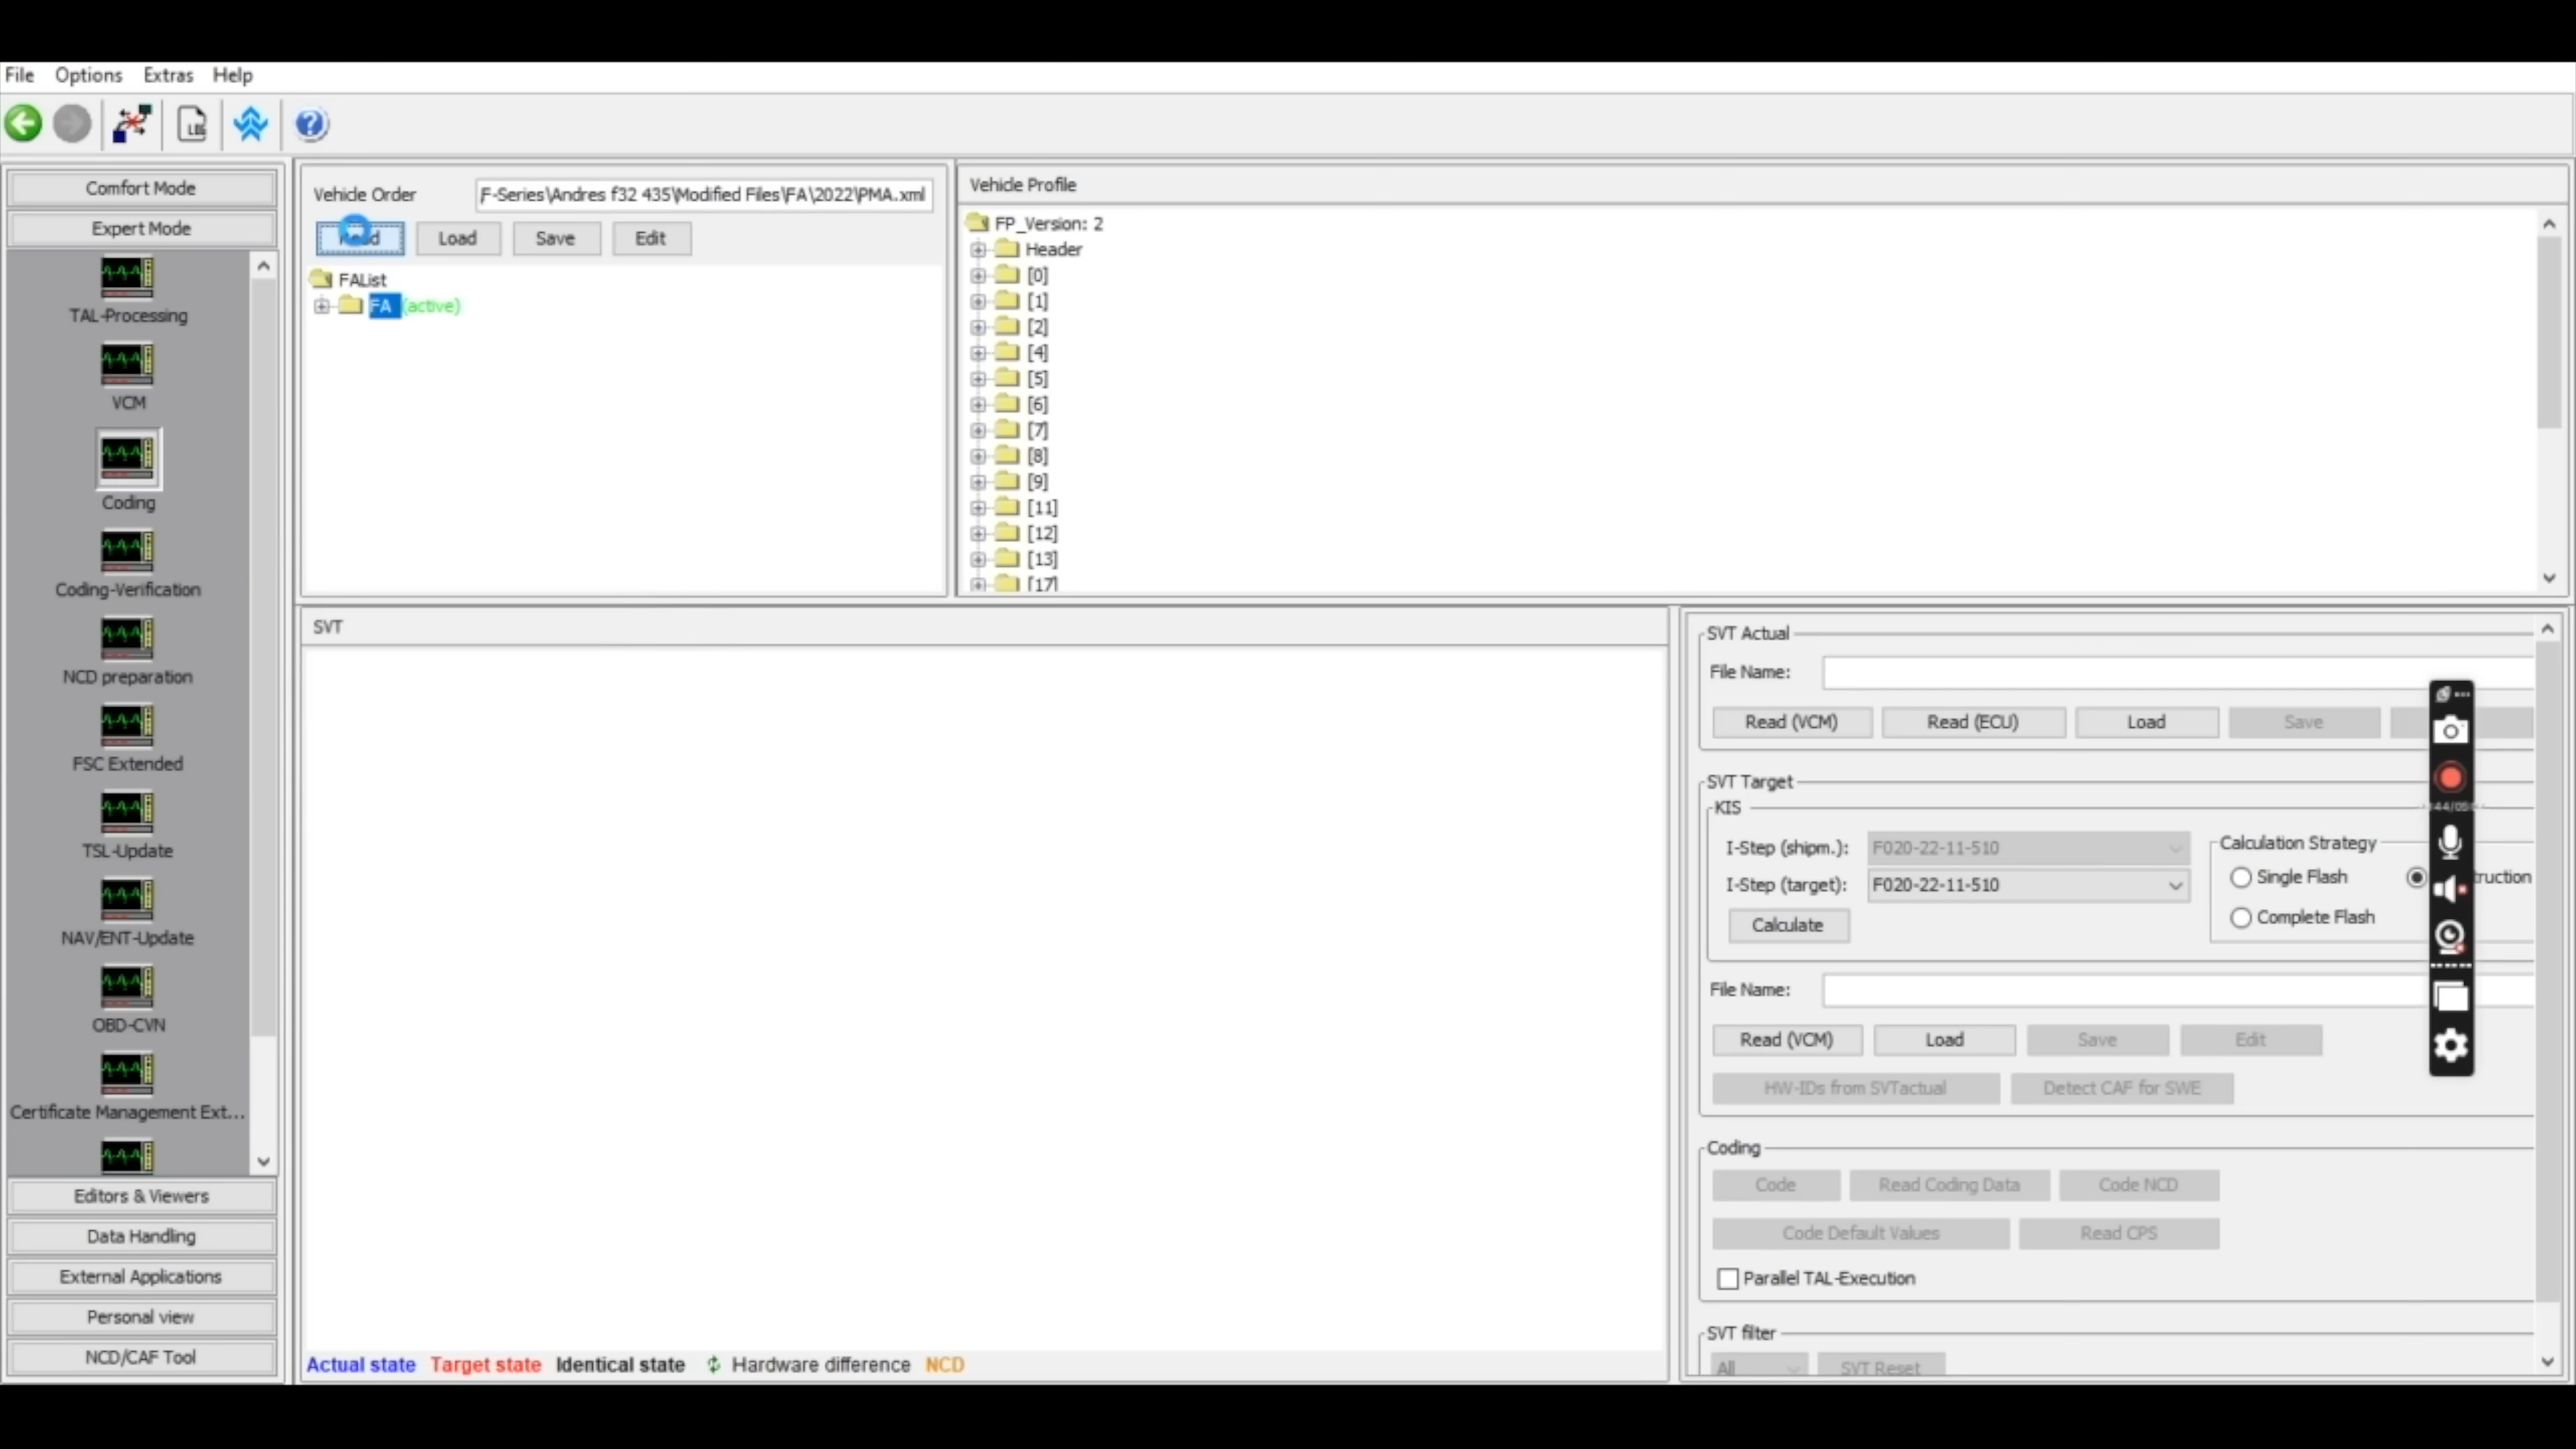 File Options Extras Help
LOG
Comfort Mode
Expert Mode
TAL-Processing
VCM
Coding
Coding-Verification
NCD preparation
FSC Extended
TSL-Update
NAV/ENT-Update
OBD-CVN
Certificate Management Ext...
Editors & Viewers
Data Handling
External Applications
Personal view
NCD/CAF Tool
Vehicle Order F-Series\Andres f32 435\Modified Files\FA\2022\PMA.xml
Read Load Save Edit
FAList
FA (active)
Vehicle Profile
FP_Version: 2
Header
[0]
[1]
[2]
[4]
[5]
[6]
[7]
[8]
[9]
[11]
[12]
[13]
[17]
SVT
Actual state Target state Identical state Hardware difference NCD
SVT Actual
File Name:
Read (VCM) Read (ECU) Load Save
SVT Target
KIS
I-Step (shipm.): F020-22-11-510
I-Step (target): F020-22-11-510
Calculate
Calculation Strategy
Single Flash truction
Complete Flash
File Name:
Read (VCM) Load Save Edit
HW-IDs from SVTactual Detect CAF for SWE
Coding
Code Read Coding Data Code NCD
Code Default Values Read CPS
Parallel TAL-Execution
SVT filter
All SVT Reset